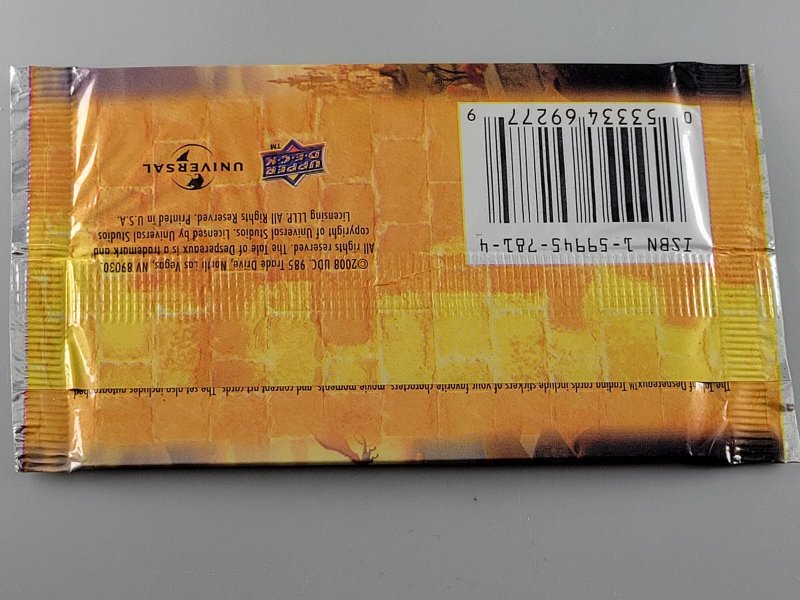 The Tale of Despereaux™ Trading cards include stickers of your favorite characters, movie moments, and concept art cards. The set also includes autographed
©2008 UDC. 985 Trade Drive, North Las Vegas, NV 89030.
All rights reserved. The Tale of Despereaux is a trademark and
copyright of Universal Studios. Licensed by Universal Studios
Licensing LLLP. All Rights Reserved. Printed in U.S.A.
UPPER
DECK
TM
UNIVERSAL
ISBN 1-59945-781-4
0 53334 69277 9